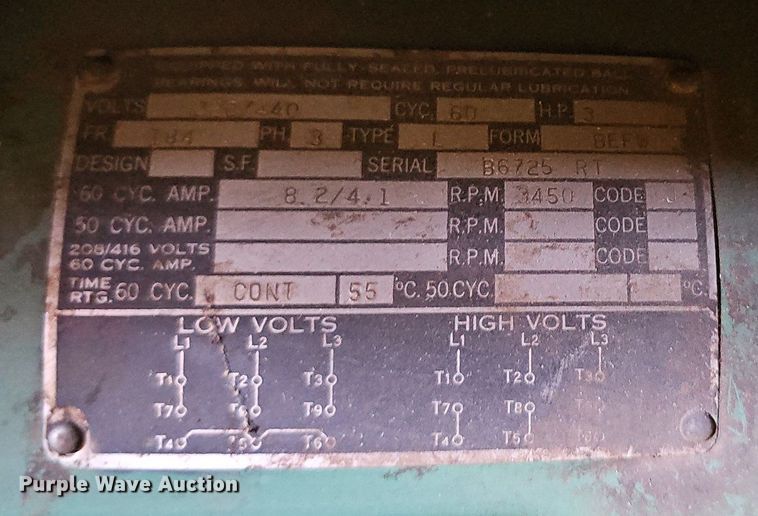 WITH FULLY-SEALED, PRELUBRICATED BALL
BEARINGS WILL NOT REQUIRE REGULAR LUBRICATION
VOLTS CYC. 60 H.P. 3
FR. PH. 3 TYPE L FORM
DESIGN S.F. SERIAL B6725 RT
60 CYC. AMP. 8.2/4.1 R.P.M. 3450 CODE
50 CYC. AMP. R.P.M. CODE
208/416 VOLTS
60 CYC. AMP. R.P.M. CODE
TIME
RTG. 60 CYC. CONT 55 °C. 50 CYC. °C.
LOW VOLTS HIGH VOLTS
L1 L2 L3 L1 L2 L3
T1 T2 T3 T1 T2 T3
T7 T8 T9 T7 T8
T4 T5 T6 T4 T5
Purple Wave Auction